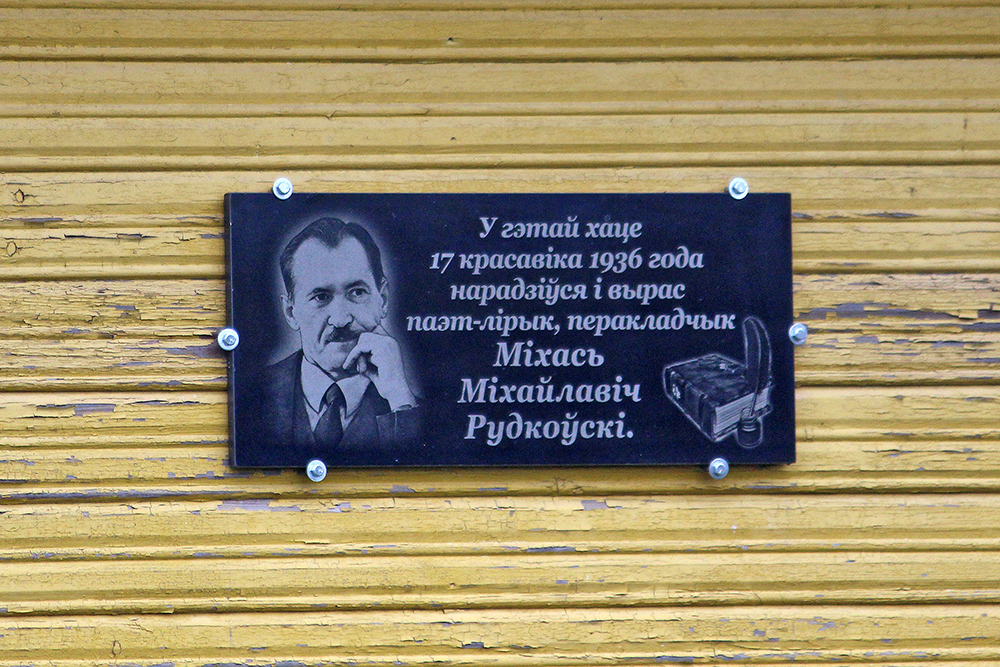 У гэтай хаце
17 красавіка 1936 года
нарадзіўся і вырас
паэт-лірык, перакладчык
Міхась
Міхайлавіч
Рудкоўскі.